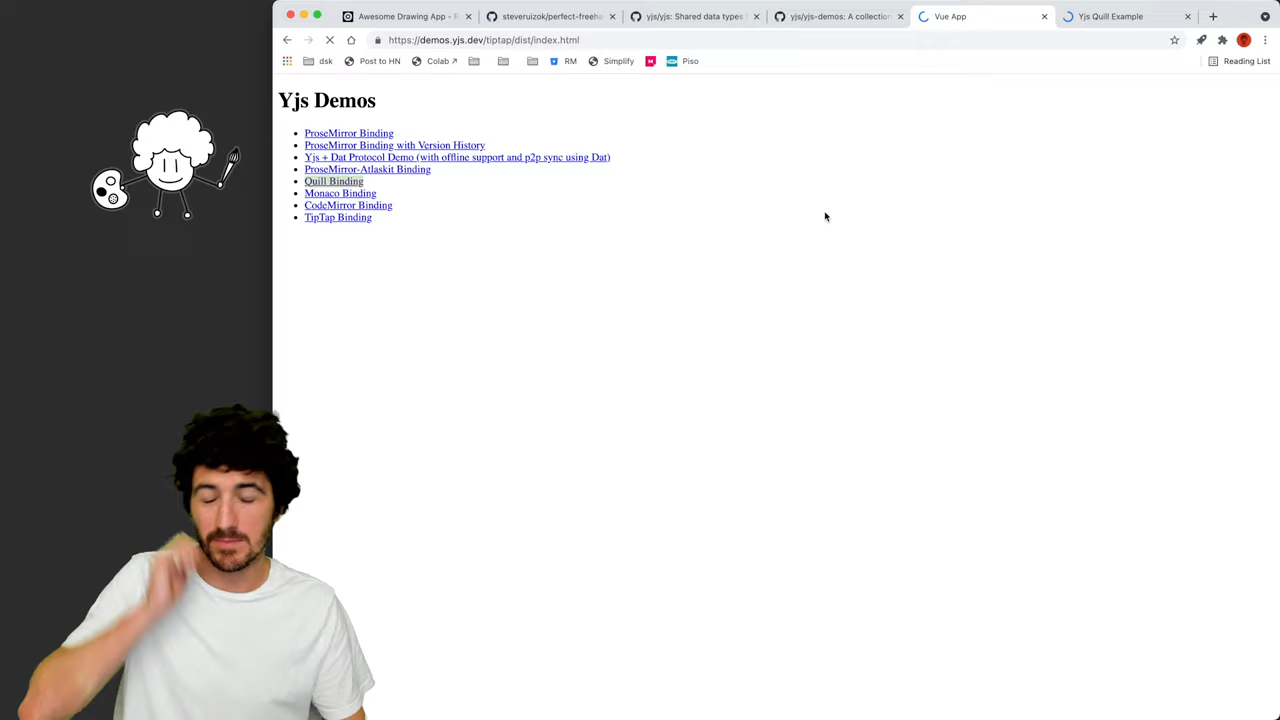 Awesome Drawing App - R
steveruizok/perfect-freeha
yjs/yjs: Shared data types
yjs/yjs-demos: A collection
Vue App
Yjs Quill Example
https://demos.yjs.dev/tiptap/dist/index.html
dsk
Post to HN
Colab
RM
Simplify
Piso
Reading List
Yjs Demos
ProseMirror Binding
ProseMirror Binding with Version History
Yjs + Dat Protocol Demo (with offline support and p2p sync using Dat)
ProseMirror-Atlaskit Binding
Quill Binding
Monaco Binding
CodeMirror Binding
TipTap Binding